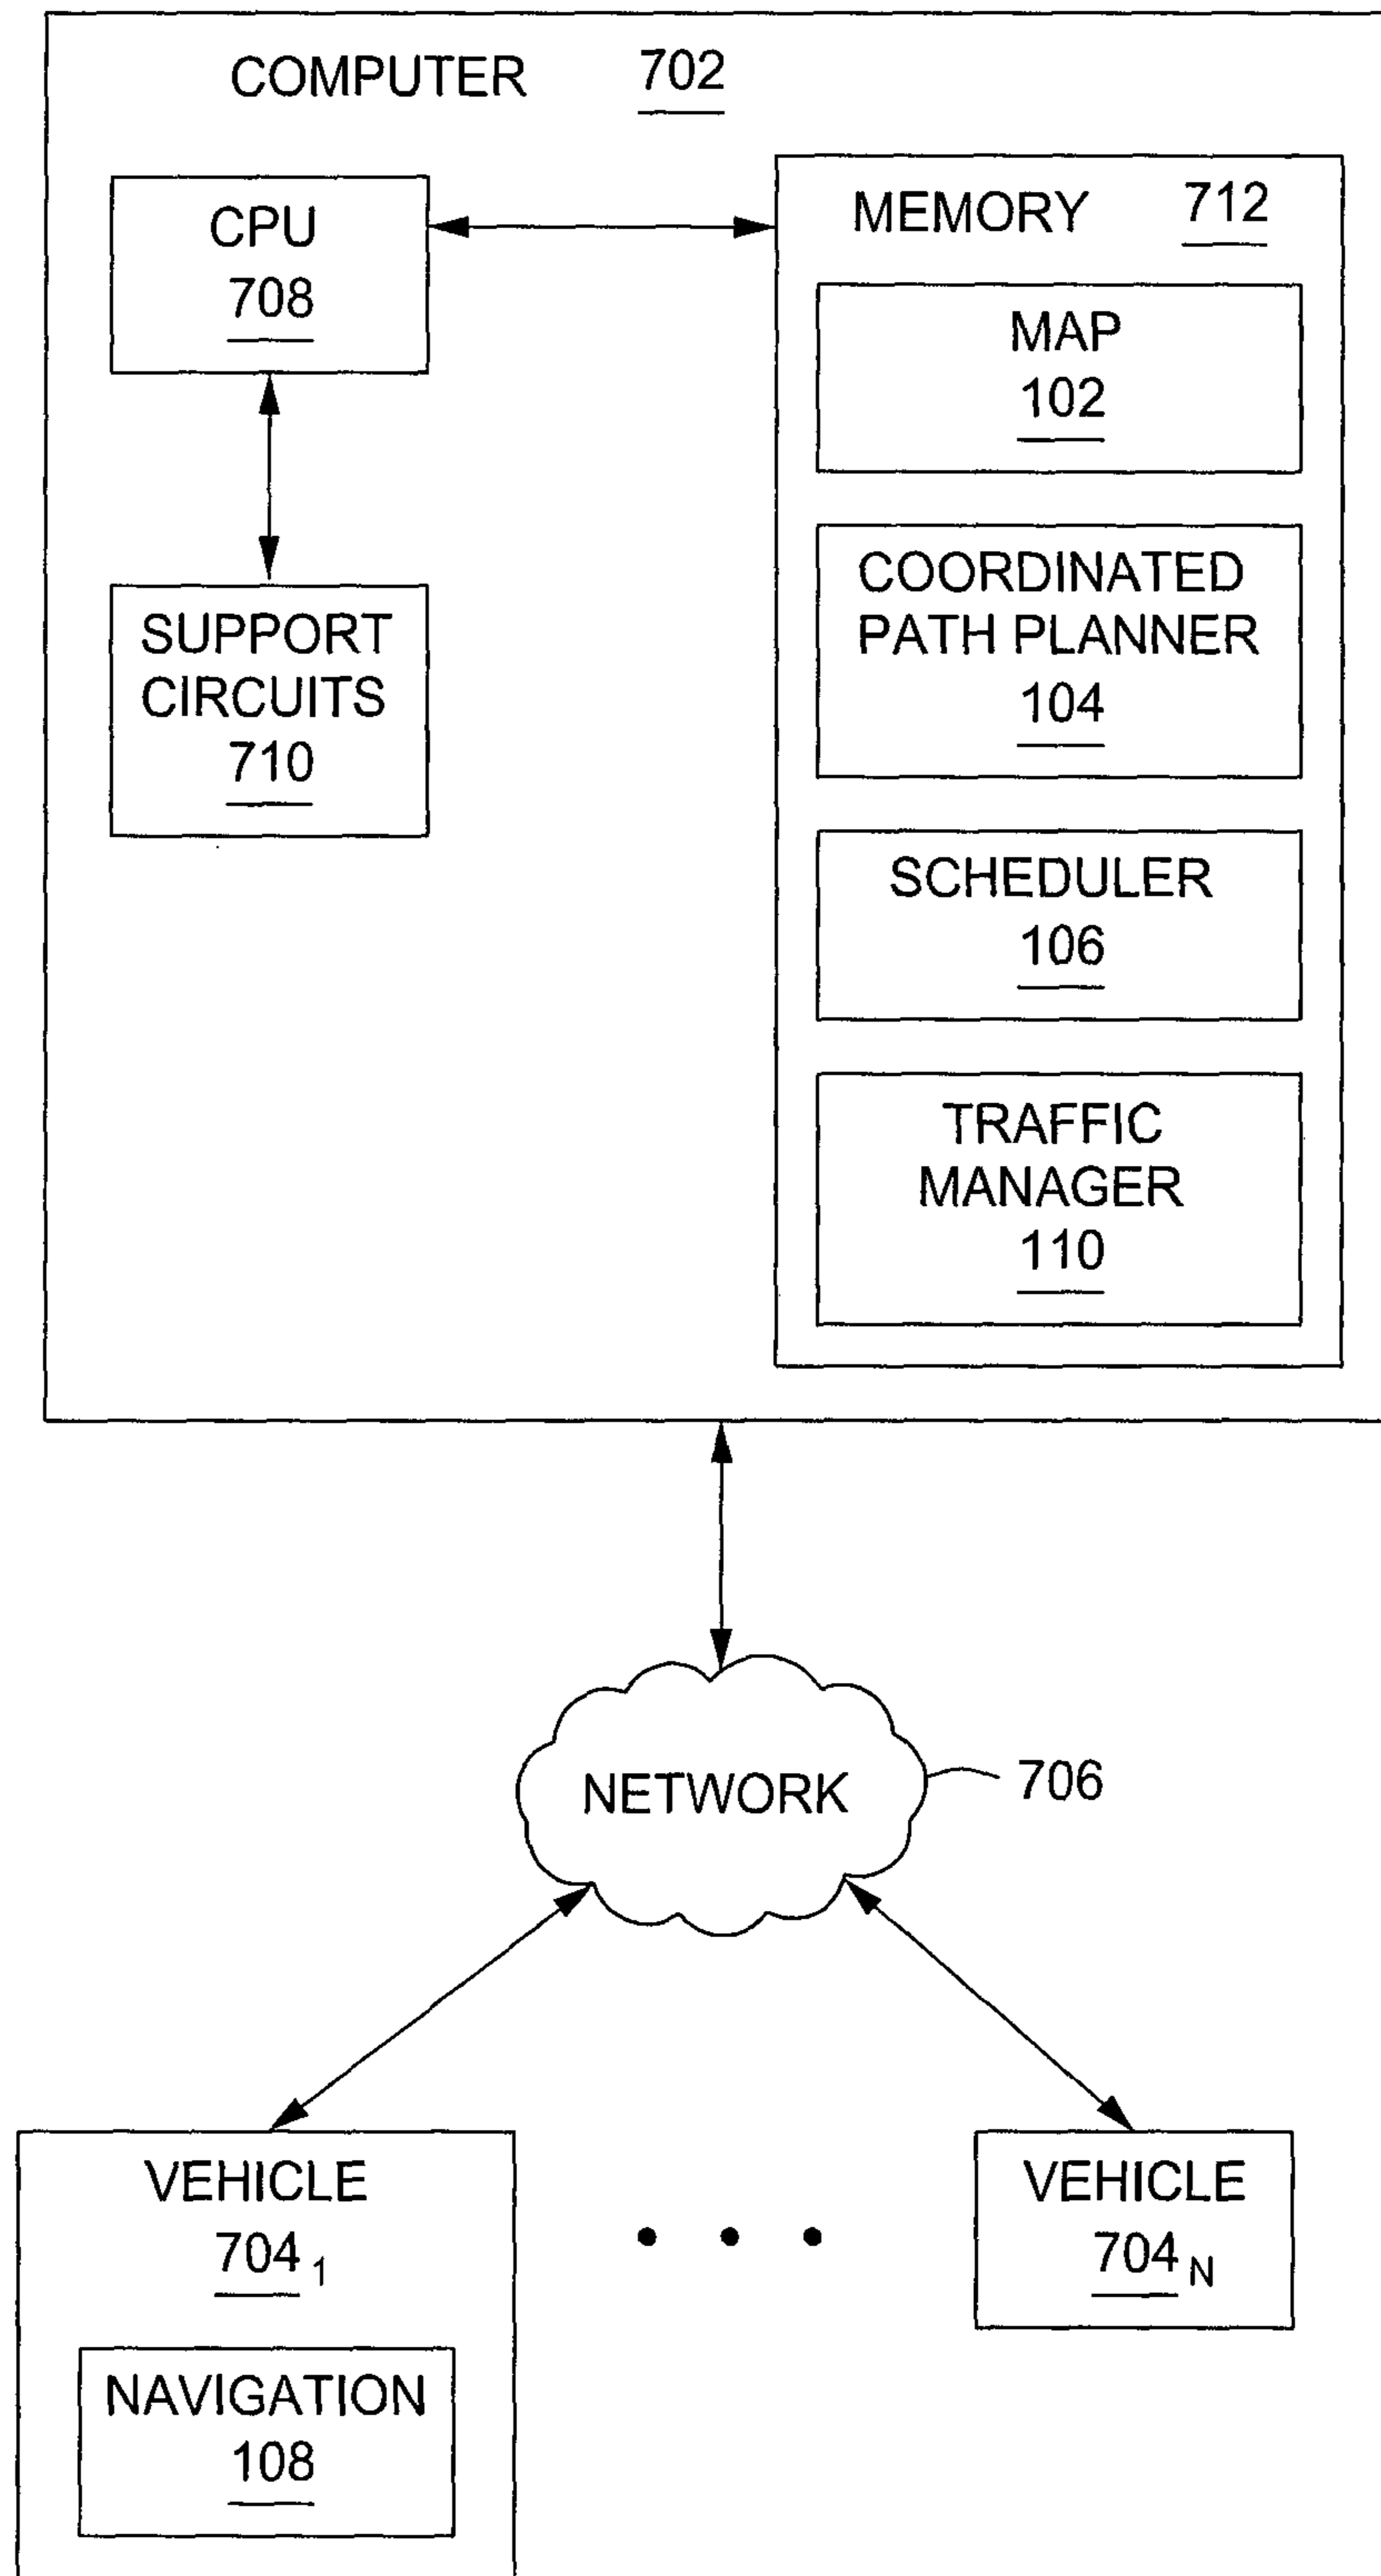 COMPUTER 702
CPU
708
SUPPORT
CIRCUITS
710
MEMORY 712
MAP
102
COORDINATED
PATH PLANNER
104
SCHEDULER
106
TRAFFIC
MANAGER
110
NETWORK
706
VEHICLE
704 1
NAVIGATION
108
VEHICLE
704 N